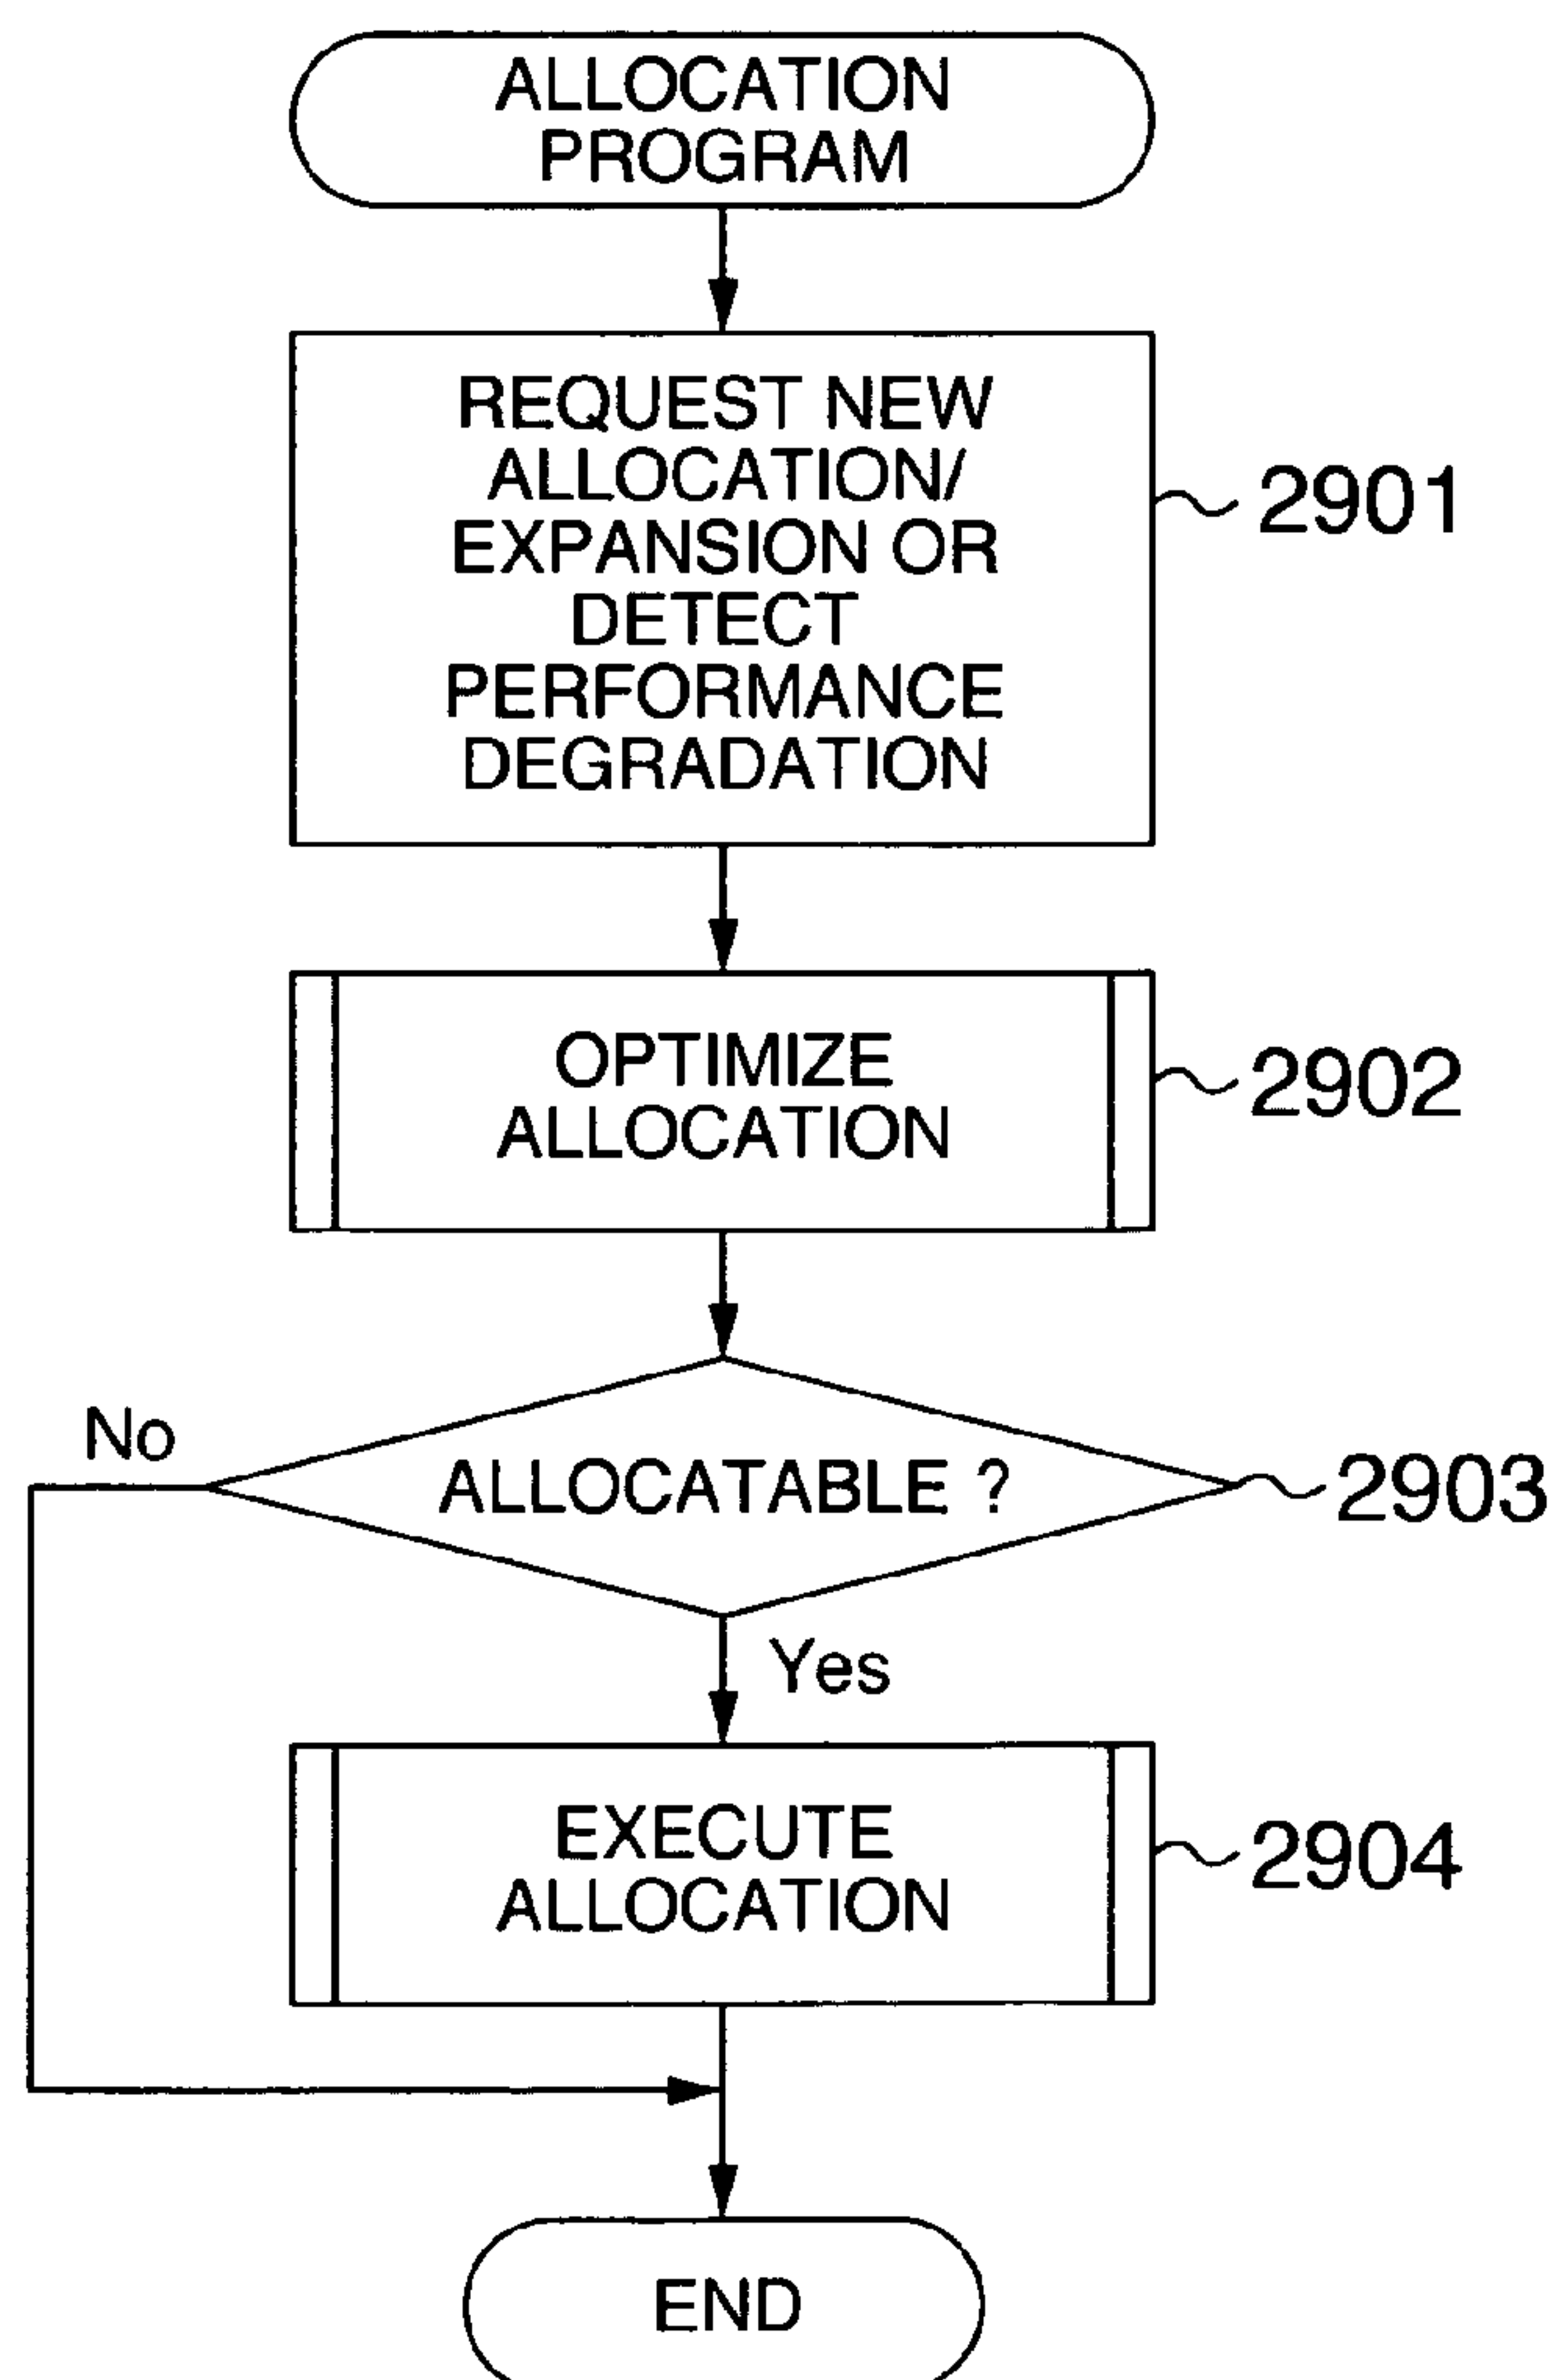 ALLOCATION
PROGRAM
REQUEST NEW
ALLOCATION/
EXPANSION OR
DETECT
PERFORMANCE
DEGRADATION
2901
OPTIMIZE
ALLOCATION
2902
No
ALLOCATABLE ?
2903
Yes
EXECUTE
ALLOCATION
2904
END